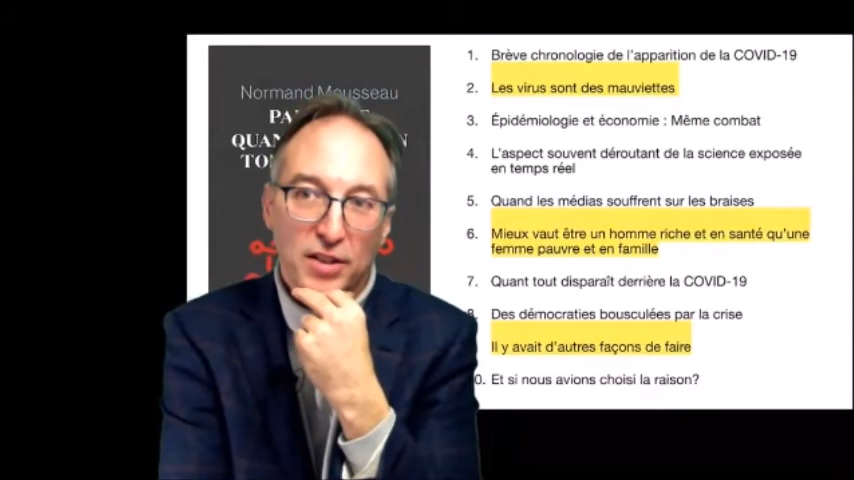 Normand Mousseau
1. Brève chronologie de l'apparition de la COVID-19
2. Les virus sont des mauviettes
3. Épidémiologie et économie : Même combat
4. L'aspect souvent déroutant de la science exposée
en temps réel
5. Quand les médias souffrent sur les braises
6. Mieux vaut être un homme riche et en santé qu'une
femme pauvre et en famille
7. Quant tout disparaît derrière la COVID-19
8. Des démocraties bousculées par la crise
Il y avait d'autres façons de faire
0. Et si nous avions choisi la raison?